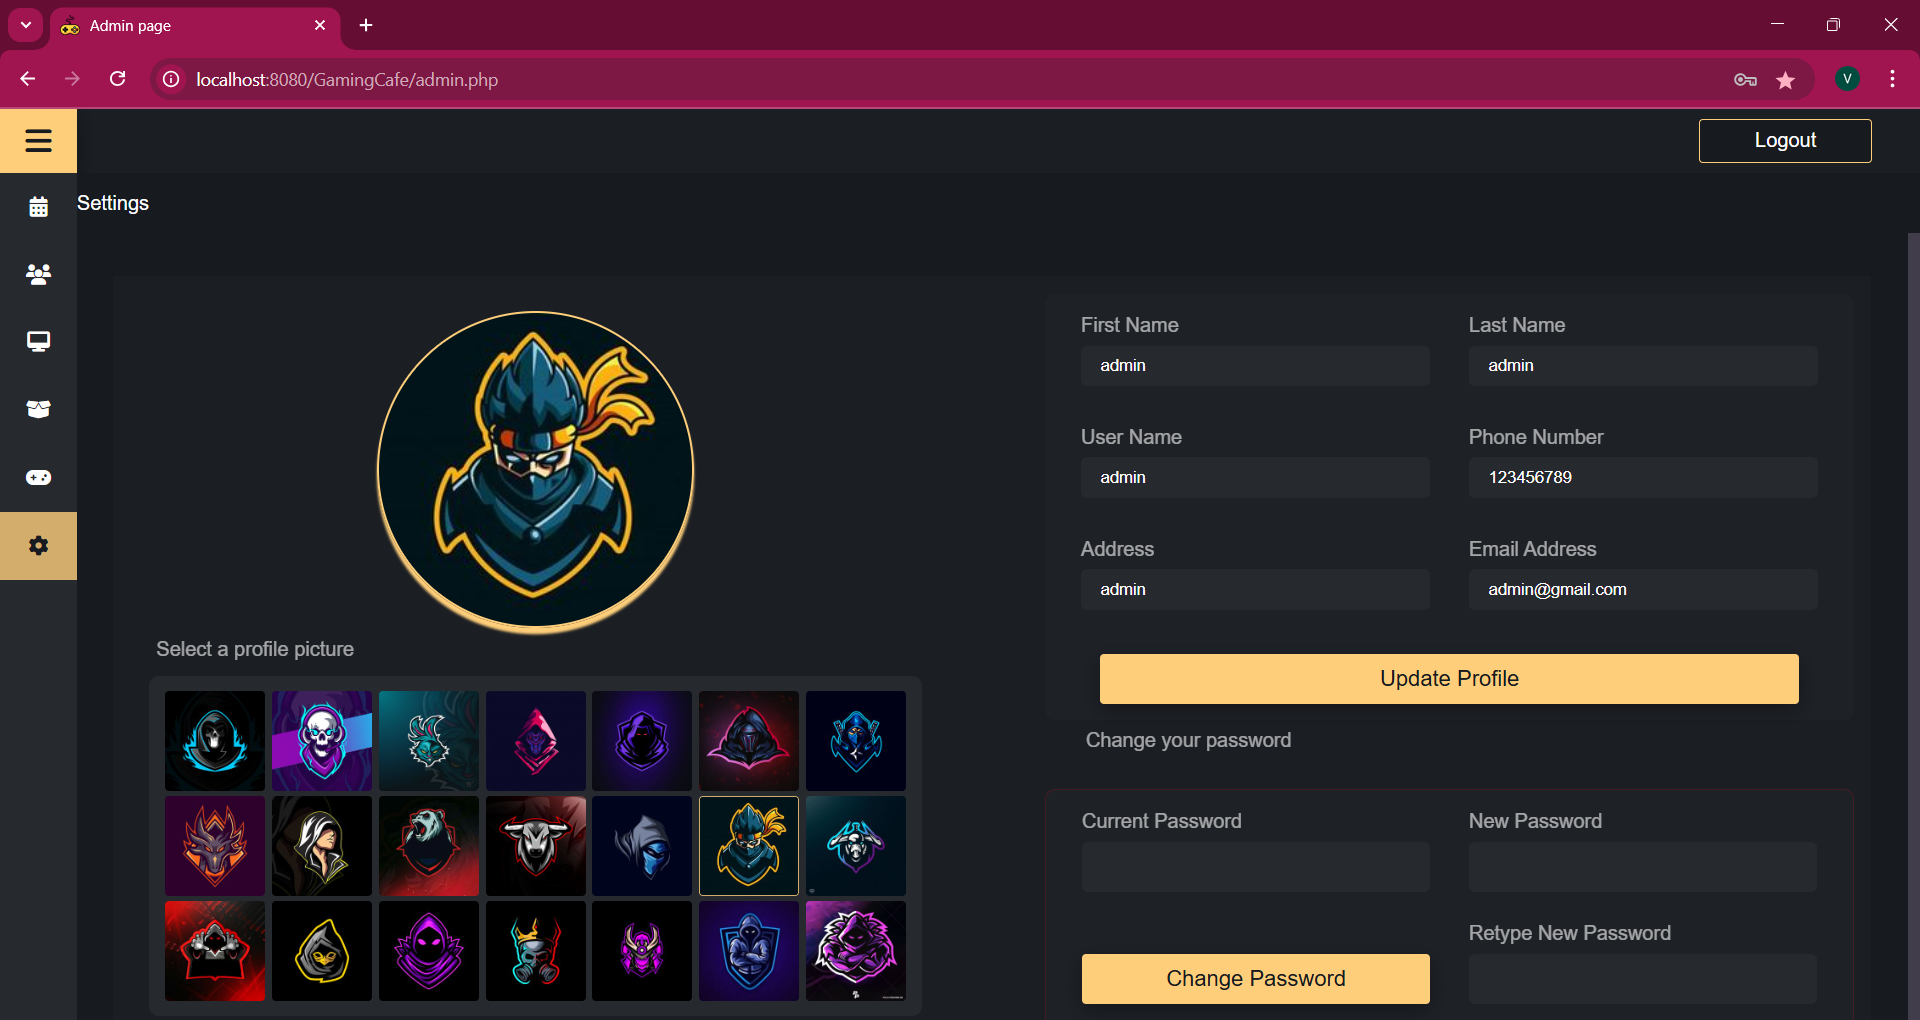 Admin page
localhost:8080/GamingCafe/admin.php
V
Logout
Settings
First Name
Last Name
admin
admin
User Name
Phone Number
admin
123456789
Address
Email Address
admin
admin@gmail.com
Select a profile picture
Update Profile
Change your password
Current Password
New Password
Retype New Password
Change Password